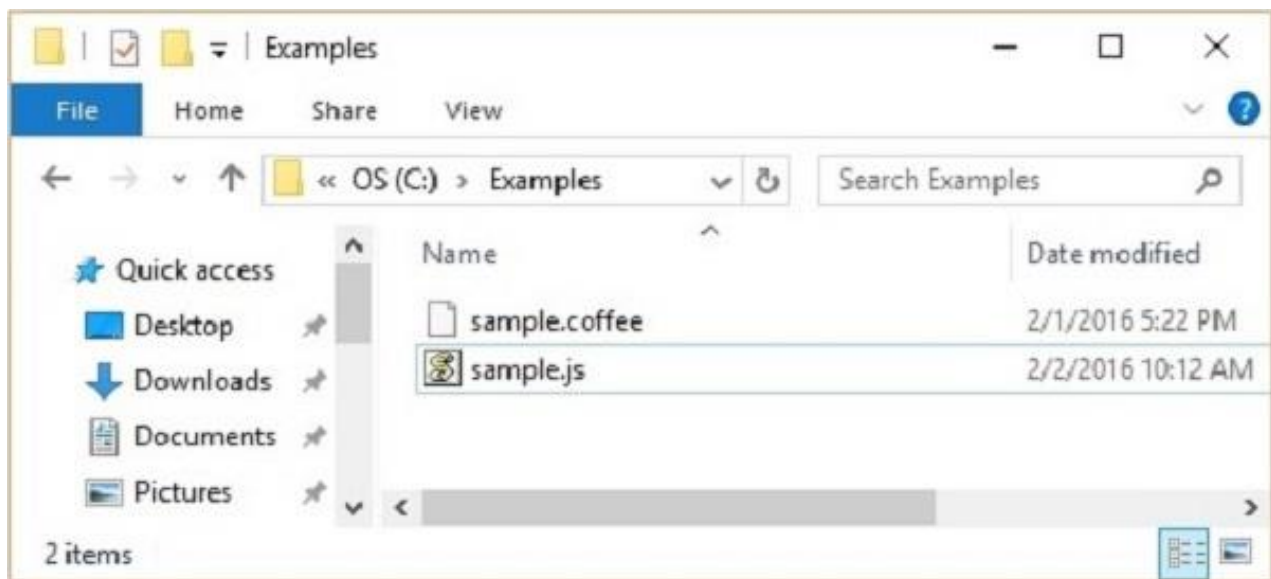 Examples
File Home Share View
« OS (C:) > Examples
Search Examples
Quick access
Desktop
Downloads
Documents
Pictures
Name Date modified
sample.coffee 2/1/2016 5:22 PM
sample.js 2/2/2016 10:12 AM
2 items